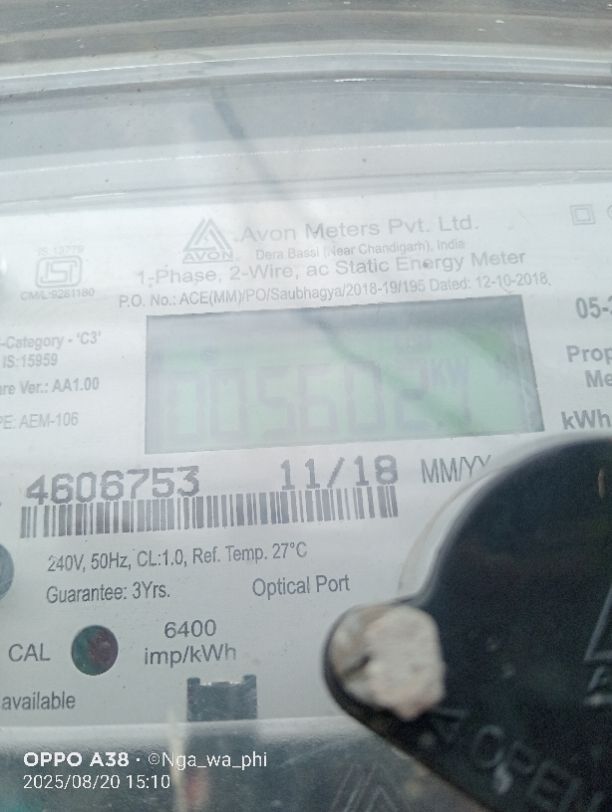 IS 13779
CM/L-9281180
AVON
Avon Meters Pvt. Ltd.
Dera Bassi (Near Chandigarh), India
1-Phase, 2-Wire, ac Static Energy Meter
P.O. No.: ACE(MM)/PO/Saubhagya/2018-19/195 Dated: 12-10-2018,
-Category - 'C3'
IS:15959
are Ver.: AA1.00
PE: AEM-106
05-
Prop
Me
kWh
4606753 11/18 MM/YY
240V, 50Hz, CL:1.0, Ref. Temp. 27°C
Guarantee: 3Yrs. Optical Port
CAL
6400
imp/kWh
available
OPEN
OPPO A38 · ©Nga_wa_phi
2025/08/20 15:10